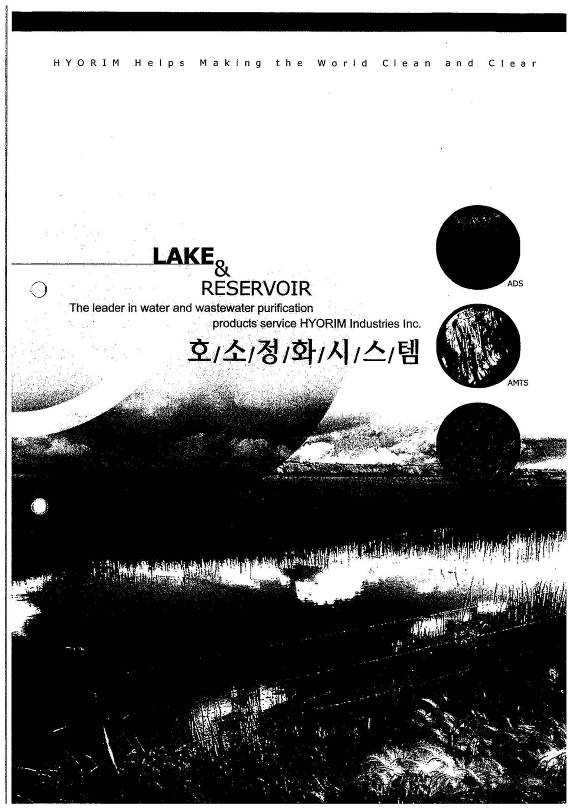 HYORIM Helps Making the World Clean and Clear
LAKE
&
RESERVOIR
The leader in water and wastewater purification
products service HYORIM Industries Inc.
호/소/정/화/시/스/템
ADS
AMTS